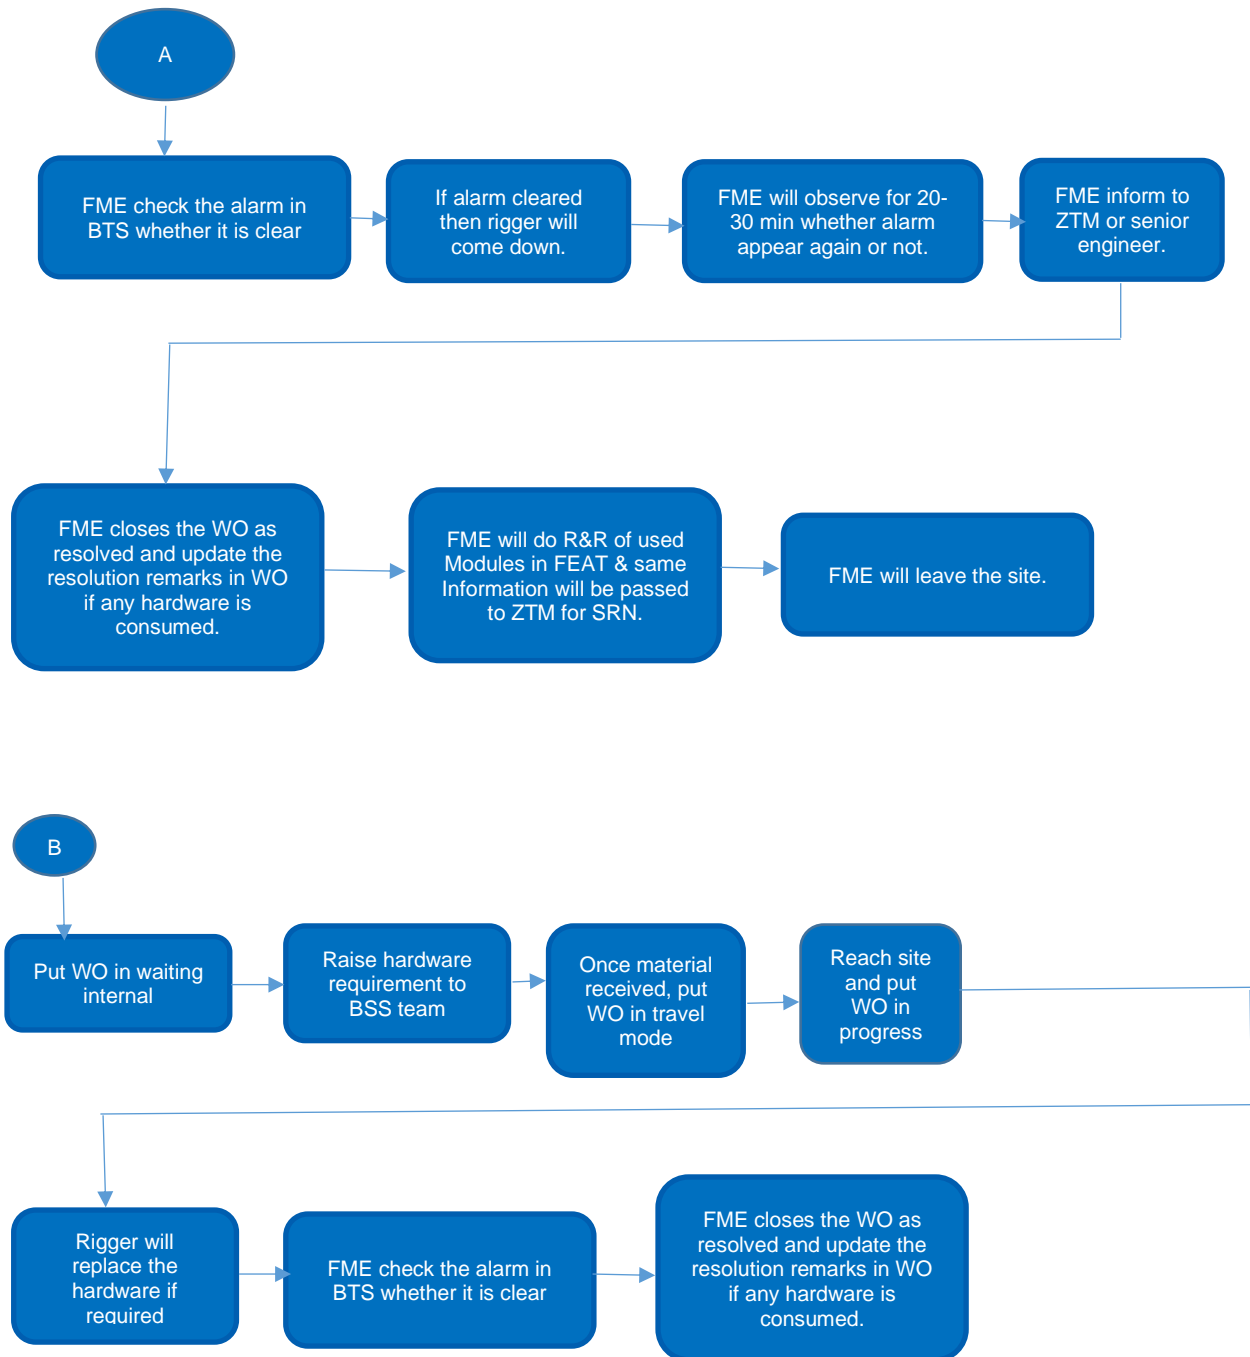 A
FME check the alarm in
BTS whether it is clear
If alarm cleared
then rigger will
come down.
FME will observe for 20-
30 min whether alarm
appear again or not.
FME inform to
ZTM or senior
engineer.
FME closes the WO as
resolved and update the
resolution remarks in WO
if any hardware is
consumed.
FME will do R&R of used
Modules in FEAT & same
Information will be passed
to ZTM for SRN.
FME will leave the site.
B
Put WO in waiting
internal
Raise hardware
requirement to
BSS team
Once material
received, put
WO in travel
mode
Reach site
and put
WO in
progress
Rigger will
replace the
hardware if
required
FME check the alarm in
BTS whether it is clear
FME closes the WO as
resolved and update the
resolution remarks in WO
if any hardware is
consumed.